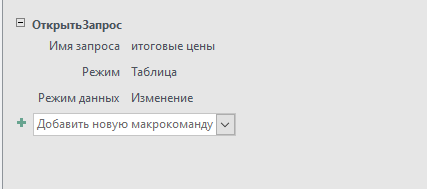 ОткрытьЗапрос
Имя запроса итоговые цены
Режим Таблица
Режим данных Изменение
Добавить новую макрокоманду